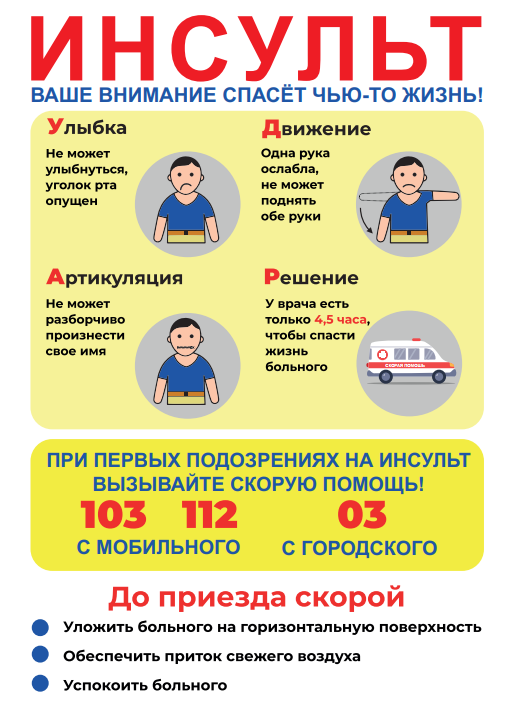 ИНСУЛЬТ
ВАШЕ ВНИМАНИЕ СПАСЁТ ЧЬЮ-ТО ЖИЗНЬ!
Улыбка
Не может
улыбнуться,
уголок рта
опущен
Движение
Одна рука
ослабла,
не может
поднять
обе руки
Артикуляция
Не может
разборчиво
произнести
свое имя
Решение
У врача есть
только 4,5 часа,
чтобы спасти
жизнь
больного
СКОРАЯ ПОМОЩЬ
ПРИ ПЕРВЫХ ПОДОЗРЕНИЯХ НА ИНСУЛЬТ
ВЫЗЫВАЙТЕ СКОРУЮ ПОМОЩЬ!
103 112 03
С МОБИЛЬНОГО С ГОРОДСКОГО
До приезда скорой
Уложить больного на горизонтальную поверхность
Обеспечить приток свежего воздуха
Успокоить больного